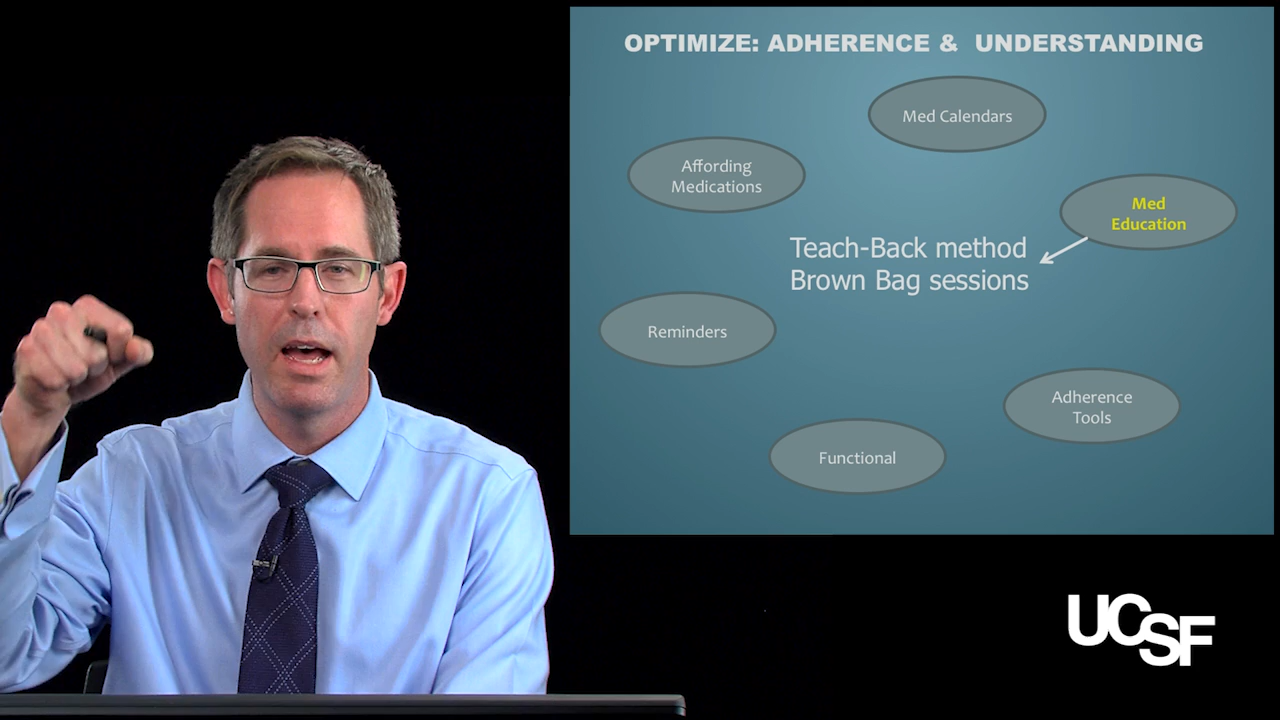 OPTIMIZE: ADHERENCE & UNDERSTANDING
Med Calendars
Affording
Medications
Med
Education
Teach-Back method
Brown Bag sessions
Reminders
Adherence
Tools
Functional
UCSF